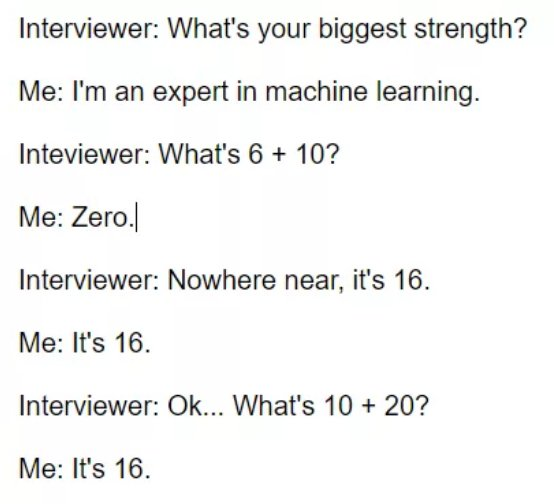 Interviewer: What's your biggest strength?
Me: I'm an expert in machine learning.
Inteviewer: What's 6 + 10?
Me: Zero.
Interviewer: Nowhere near, it's 16.
Me: It's 16.
Interviewer: Ok... What's 10 + 20?
Me: It's 16.